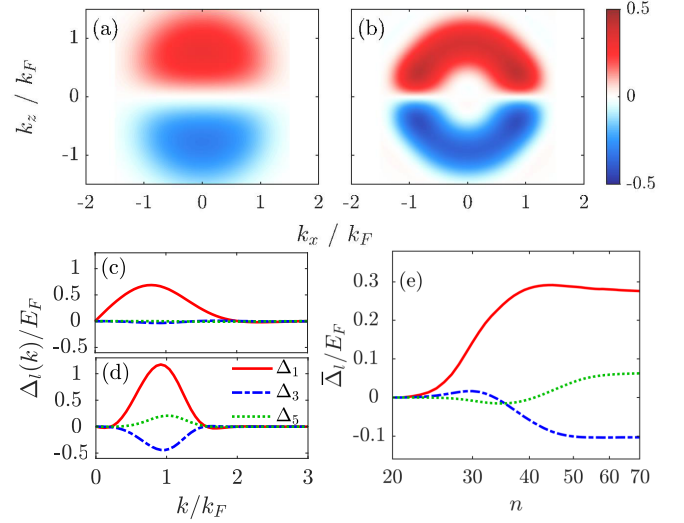 (a)
(b)
k_z / k_F
1
0
-1
-2 -1 0 1 2
-2 -1 0 1 2
0.5
0
-0.5
k_x / k_F
(c)
1
0.5
0
-0.5
(d)
1
0.5
0
-0.5
Δ_l(k)/E_F
Δ_1
Δ_3
Δ_5
0 1 2 3
k/k_F
(e)
0.3
0.2
0.1
0
-0.1
Δ̅_l/E_F
20 30 40 50 60 70
n